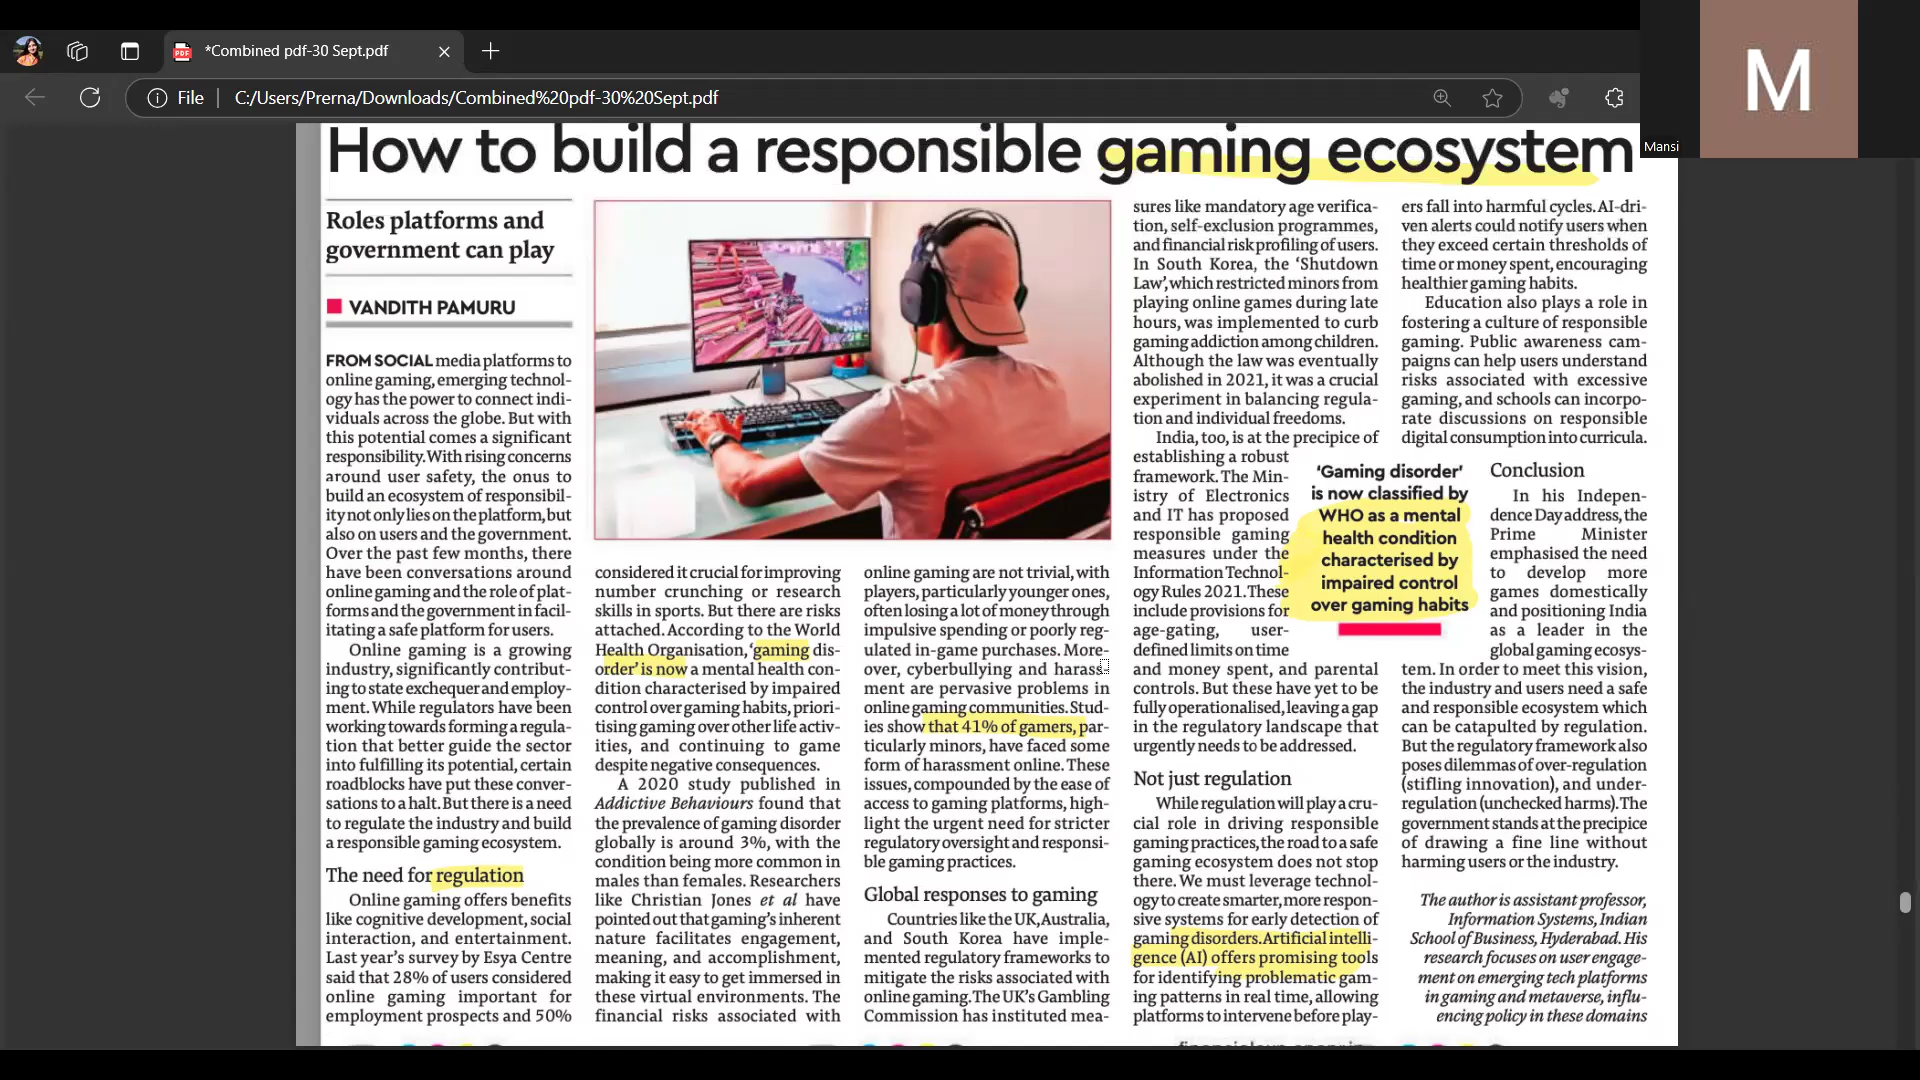 *Combined pdf-30 Sept.pdf
File
C:/Users/Prerna/Downloads/Combined%20pdf-30%20Sept.pdf
M
Mansi
How to build a responsible gaming ecosystem
Roles platforms and
government can play
VANDITH PAMURU
FROM SOCIAL media platforms to
online gaming, emerging technol-
ogy has the power to connect indi-
viduals across the globe. But with
this potential comes a significant
responsibility. With rising concerns
around user safety, the onus to
build an ecosystem of responsibil-
ity not only lies on the platform, but
also on users and the government.
Over the past few months, there
have been conversations around
online gaming and the role of plat-
forms and the government in facil-
itating a safe platform for users.
Online gaming is a growing
industry, significantly contribut-
ing to state exchequer and employ-
ment. While regulators have been
working towards forming a regula-
tion that better guide the sector
into fulfilling its potential, certain
roadblocks have put these conver-
sations to a halt. But there is a need
to regulate the industry and build
a responsible gaming ecosystem.
The need for regulation
Online gaming offers benefits
like cognitive development, social
interaction, and entertainment.
Last year's survey by Esya Centre
said that 28% of users considered
online gaming important for
employment prospects and 50%
considered it crucial for improving
number crunching or research
skills in sports. But there are risks
attached. According to the World
Health Organisation, 'gaming dis-
order' is now a mental health con-
dition characterised by impaired
control over gaming habits, priori-
tising gaming over other life activ-
ities, and continuing to game
despite negative consequences.
A 2020 study published in
Addictive Behaviours found that
the prevalence of gaming disorder
globally is around 3%, with the
condition being more common in
males than females. Researchers
like Christian Jones et al have
pointed out that gaming's inherent
nature facilitates engagement,
meaning, and accomplishment,
making it easy to get immersed in
these virtual environments. The
financial risks associated with
online gaming are not trivial, with
players, particularly younger ones,
often losing a lot of money through
impulsive spending or poorly reg-
ulated in-game purchases. More-
over, cyberbullying and harass-
ment are pervasive problems in
online gaming communities. Stud-
ies show that 41% of gamers, par-
ticularly minors, have faced some
form of harassment online. These
issues, compounded by the ease of
access to gaming platforms, high-
light the urgent need for stricter
regulatory oversight and responsi-
ble gaming practices.
Global responses to gaming
Countries like the UK, Australia,
and South Korea have imple-
mented regulatory frameworks to
mitigate the risks associated with
online gaming. The UK's Gambling
Commission has instituted mea-
sures like mandatory age verifica-
tion, self-exclusion programmes,
and financial risk profiling of users.
In South Korea, the 'Shutdown
Law', which restricted minors from
playing online games during late
hours, was implemented to curb
gaming addiction among children.
Although the law was eventually
abolished in 2021, it was a crucial
experiment in balancing regula-
tion and individual freedoms.
India, too, is at the precipice of
establishing a robust
framework. The Min-
istry of Electronics
and IT has proposed
responsible gaming
measures under the
Information Technol-
ogy Rules 2021. These
include provisions for
age-gating, user-
defined limits on time
and money spent, and parental
controls. But these have yet to be
fully operationalised, leaving a gap
in the regulatory landscape that
urgently needs to be addressed.
Not just regulation
While regulation will play a cru-
cial role in driving responsible
gaming practices, the road to a safe
gaming ecosystem does not stop
there. We must leverage technol-
ogy to create smarter, more respon-
sive systems for early detection of
gaming disorders. Artificial intelli-
gence (AI) offers promising tools
for identifying problematic gam-
ing patterns in real time, allowing
platforms to intervene before play-
ers fall into harmful cycles. AI-dri-
ven alerts could notify users when
they exceed certain thresholds of
time or money spent, encouraging
healthier gaming habits.
Education also plays a role in
fostering a culture of responsible
gaming. Public awareness cam-
paigns can help users understand
risks associated with excessive
gaming, and schools can incorpo-
rate discussions on responsible
digital consumption into curricula.
'Gaming disorder'
is now classified by
WHO as a mental
health condition
characterised by
impaired control
over gaming habits
Conclusion
In his Indepen-
dence Day address, the
Prime Minister
emphasised the need
to develop more
games domestically
and positioning India
as a leader in the
global gaming ecosys-
tem. In order to meet this vision,
the industry and users need a safe
and responsible ecosystem which
can be catapulted by regulation.
But the regulatory framework also
poses dilemmas of over-regulation
(stifling innovation), and under-
regulation (unchecked harms). The
government stands at the precipice
of drawing a fine line without
harming users or the industry.
The author is assistant professor,
Information Systems, Indian
School of Business, Hyderabad. His
research focuses on user engage-
ment on emerging tech platforms
in gaming and metaverse, influ-
encing policy in these domains